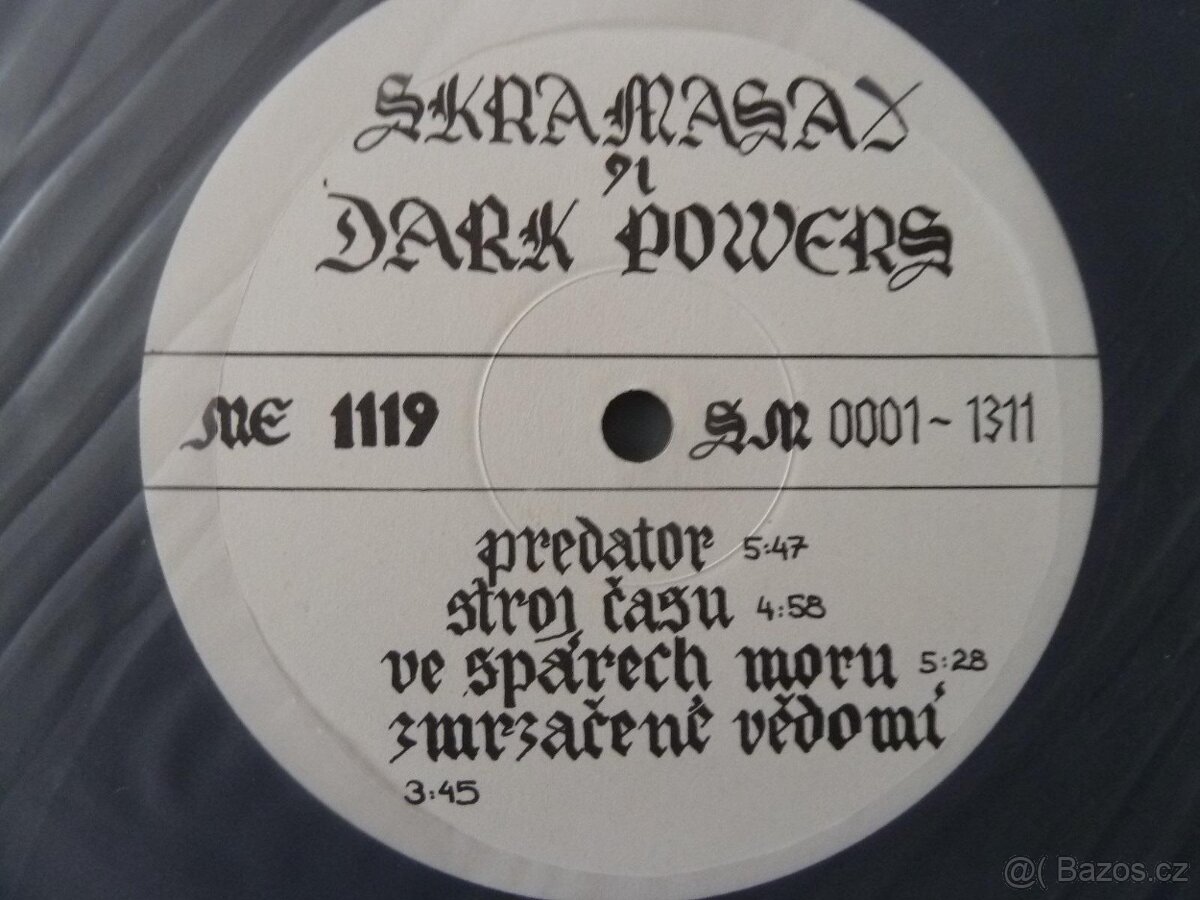 SKRAMASAX
91
DARK POWERS
ME 1119 SM 0001~1311
predator 5:47
stroj času 4:58
ve spárech moru 5:28
zmrzačené vědomí
3:45
@( Bazos.cz